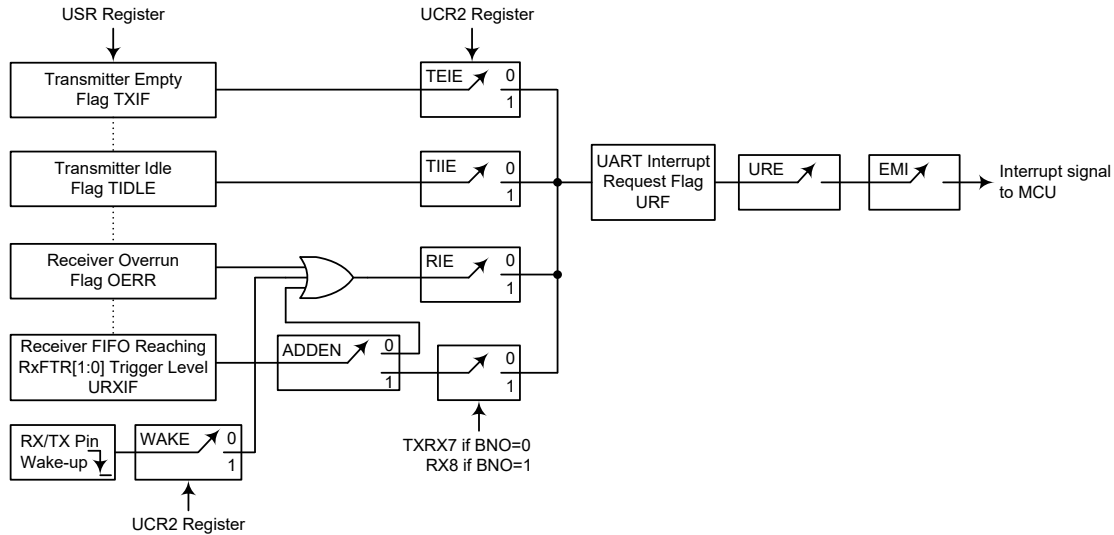 USR Register
UCR2 Register
Transmitter Empty
Flag TXIF
TEIE
0
1
Transmitter Idle
Flag TIDLE
TIIE
0
1
UART Interrupt
Request Flag
URF
URE
EMI
Interrupt signal
to MCU
Receiver Overrun
Flag OERR
RIE
0
1
Receiver FIFO Reaching
RxFTR[1:0] Trigger Level
URXIF
ADDEN
0
1
0
1
TXRX7 if BNO=0
RX8 if BNO=1
RX/TX Pin
Wake-up
WAKE
0
1
UCR2 Register